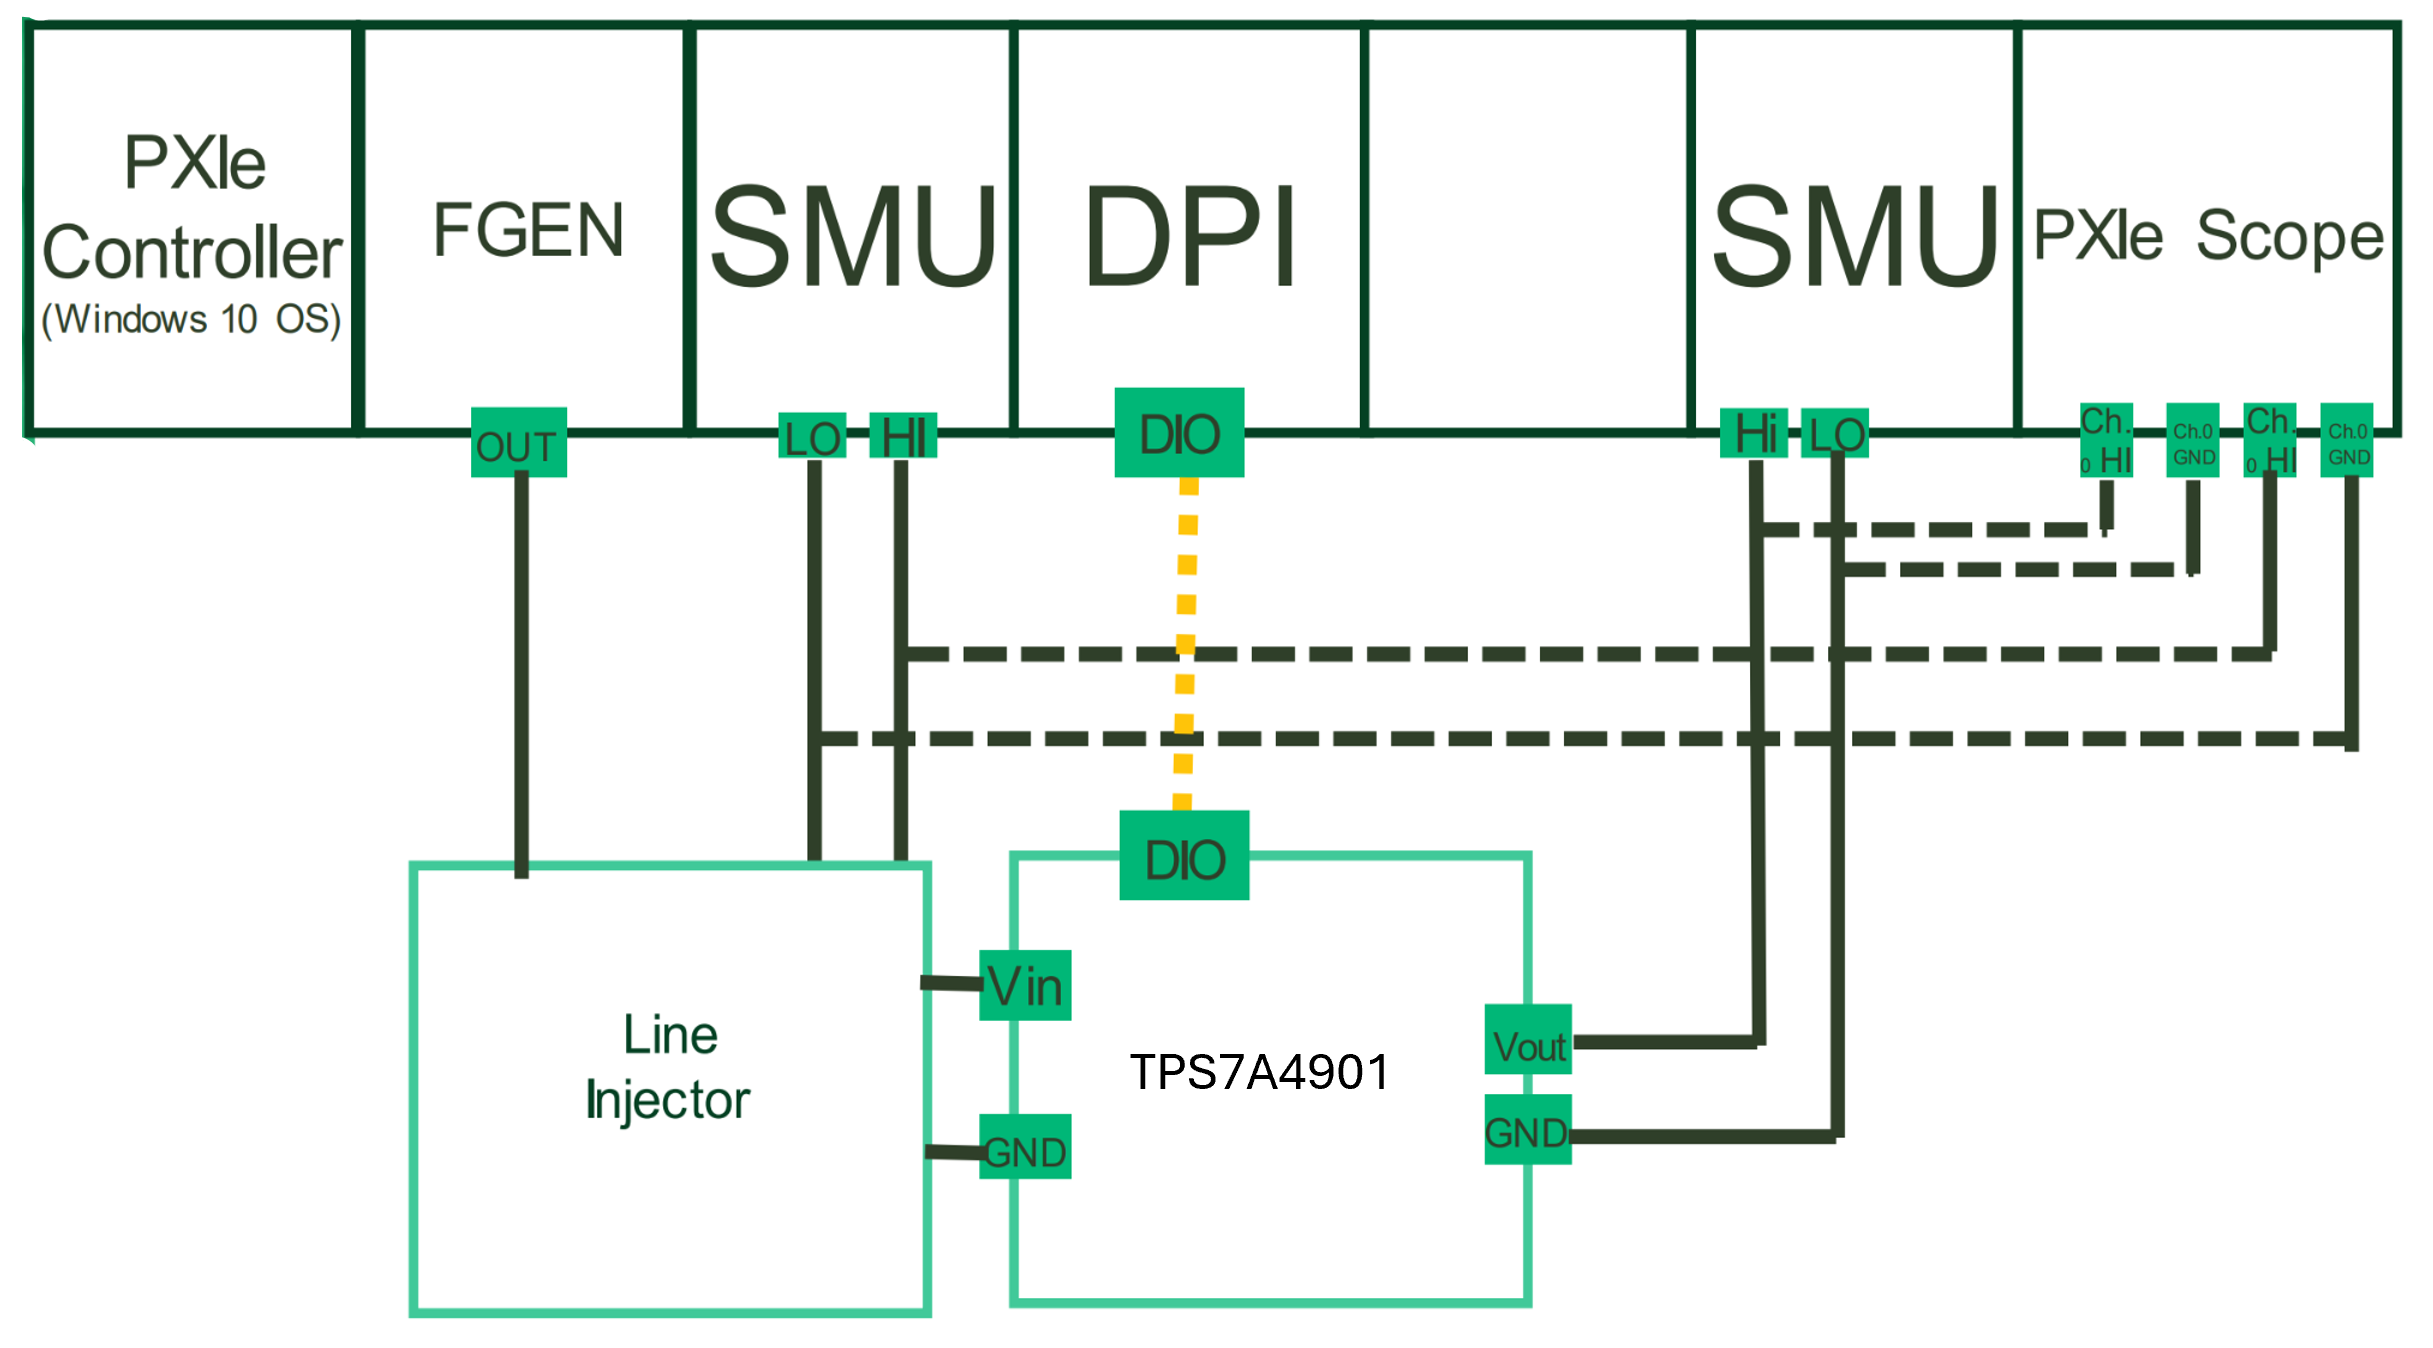 PXIe
Controller
(Windows 10 OS)
FGEN
SMU
DPI
SMU
PXIe Scope
OUT
LO
HI
DIO
Hi
LO
Ch.
0 HI
Ch.0
GND
Ch.
0 HI
Ch.0
GND
DIO
Line
Injector
Vin
GND
TPS7A4901
Vout
GND